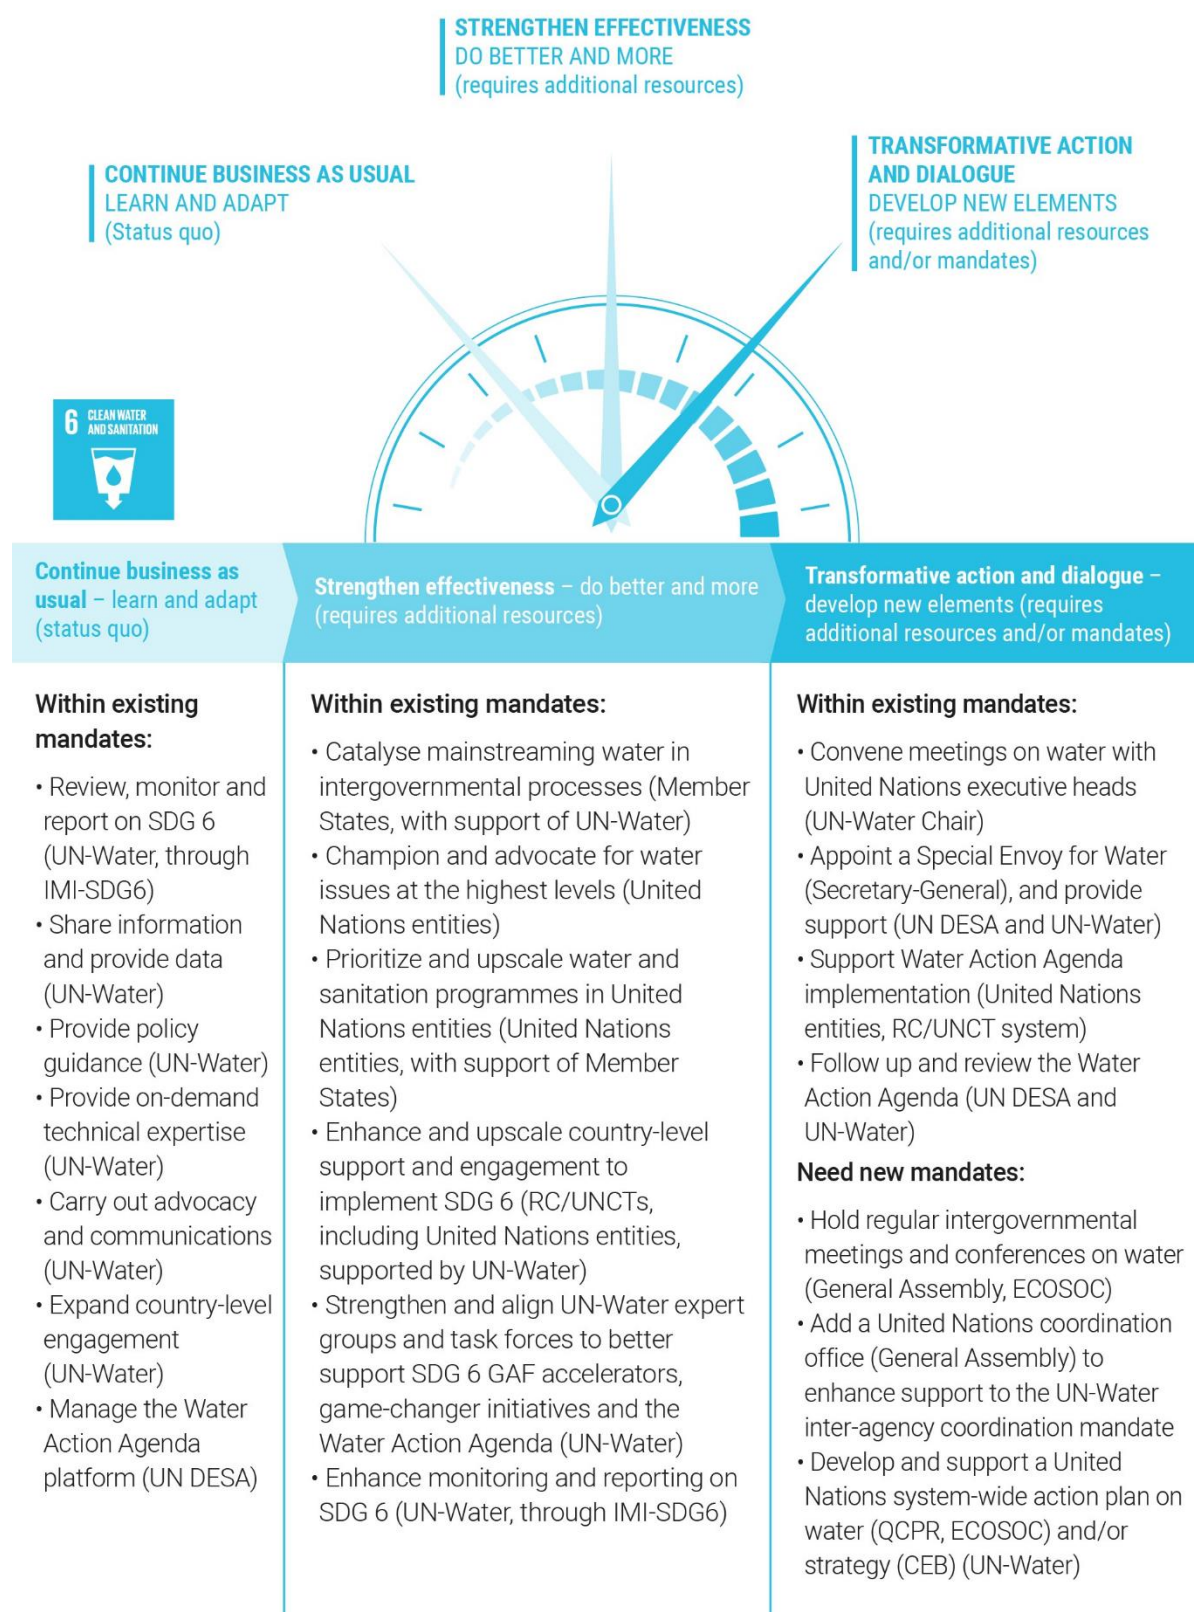 STRENGTHEN EFFECTIVENESS
DO BETTER AND MORE
(requires additional resources)
CONTINUE BUSINESS AS USUAL
LEARN AND ADAPT
(Status quo)
TRANSFORMATIVE ACTION
AND DIALOGUE
DEVELOP NEW ELEMENTS
(requires additional resources
and/or mandates)
6 CLEAN WATER
AND SANITATION
Continue business as
usual – learn and adapt
(status quo)
Strengthen effectiveness – do better and more
(requires additional resources)
Transformative action and dialogue –
develop new elements (requires
additional resources and/or mandates)
Within existing
mandates:
• Review, monitor and
report on SDG 6
(UN-Water, through
IMI-SDG6)
• Share information
and provide data
(UN-Water)
• Provide policy
guidance (UN-Water)
• Provide on-demand
technical expertise
(UN-Water)
• Carry out advocacy
and communications
(UN-Water)
• Expand country-level
engagement
(UN-Water)
• Manage the Water
Action Agenda
platform (UN DESA)
Within existing mandates:
• Catalyse mainstreaming water in
intergovernmental processes (Member
States, with support of UN-Water)
• Champion and advocate for water
issues at the highest levels (United
Nations entities)
• Prioritize and upscale water and
sanitation programmes in United
Nations entities (United Nations
entities, with support of Member
States)
• Enhance and upscale country-level
support and engagement to
implement SDG 6 (RC/UNCTs,
including United Nations entities,
supported by UN-Water)
• Strengthen and align UN-Water expert
groups and task forces to better
support SDG 6 GAF accelerators,
game-changer initiatives and the
Water Action Agenda (UN-Water)
• Enhance monitoring and reporting on
SDG 6 (UN-Water, through IMI-SDG6)
Within existing mandates:
• Convene meetings on water with
United Nations executive heads
(UN-Water Chair)
• Appoint a Special Envoy for Water
(Secretary-General), and provide
support (UN DESA and UN-Water)
• Support Water Action Agenda
implementation (United Nations
entities, RC/UNCT system)
• Follow up and review the Water
Action Agenda (UN DESA and
UN-Water)
Need new mandates:
• Hold regular intergovernmental
meetings and conferences on water
(General Assembly, ECOSOC)
• Add a United Nations coordination
office (General Assembly) to
enhance support to the UN-Water
inter-agency coordination mandate
• Develop and support a United
Nations system-wide action plan on
water (QCPR, ECOSOC) and/or
strategy (CEB) (UN-Water)